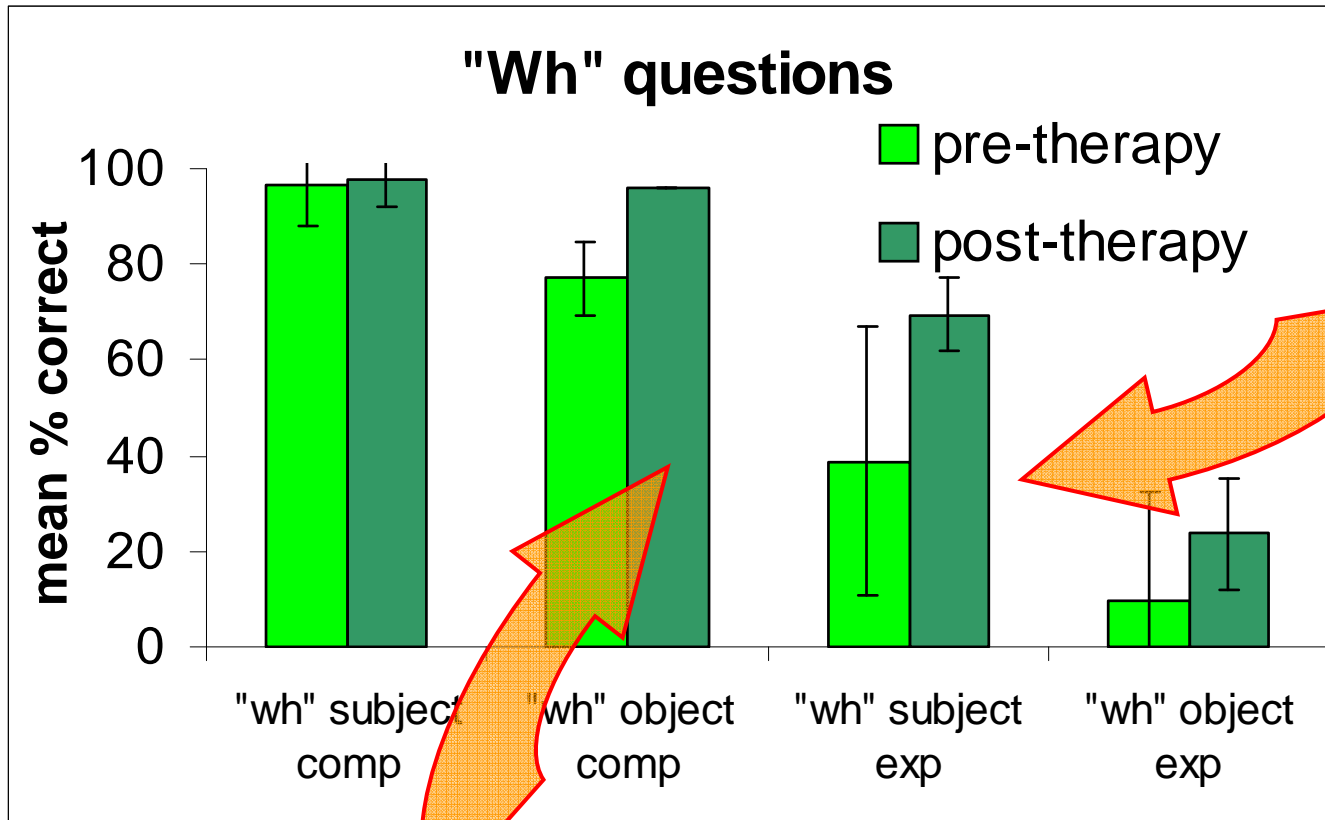 "Wh" questions
pre-therapy
post-therapy
mean % correct
100
80
60
40
20
0
"wh" subject
comp
"wh" object
comp
"wh" subject
exp
"wh" object
exp